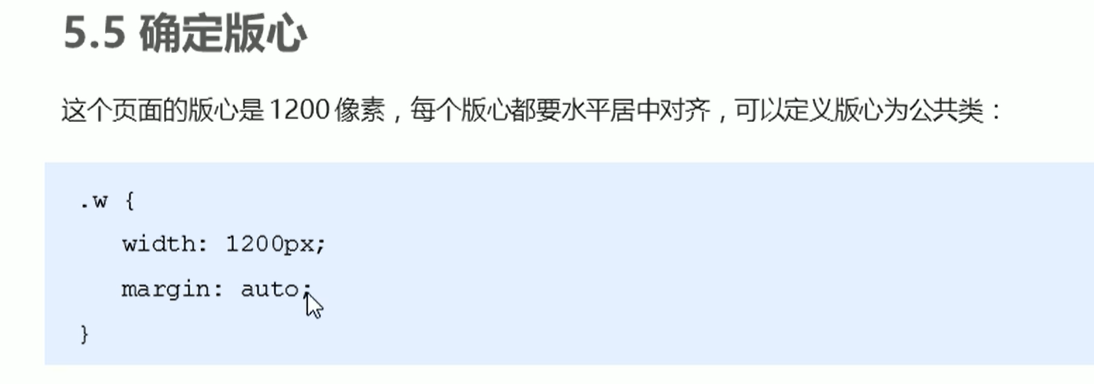 5.5 确定版心
这个页面的版心是 1200 像素，每个版心都要水平居中对齐，可以定义版心为公共类：
.w {
width: 1200px;
margin: auto;
}